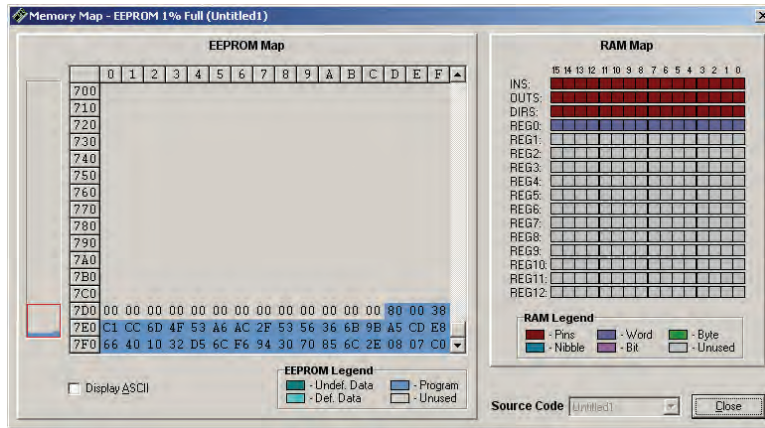 Memory Map - EEPROM 1% Full (Untitled1)
EEPROM Map
0 1 2 3 4 5 6 7 8 9 A B C D E F
700
710
720
730
740
750
760
770
780
790
7A0
7B0
7C0
7D0 00 00 00 00 00 00 00 00 00 00 00 00 00 80 00 38
7E0 C1 CC 6D 4F 53 A6 AC 2F 53 56 36 6B 9B A5 CD E8
7F0 66 40 10 32 D5 6C F6 94 30 70 85 6C 2E 08 07 C0
Display ASCII
EEPROM Legend
- Undef. Data - Program
- Def. Data - Unused
RAM Map
15 14 13 12 11 10 9 8 7 6 5 4 3 2 1 0
INS:
OUTS:
DIRS:
REG0:
REG1:
REG2:
REG3:
REG4:
REG5:
REG6:
REG7:
REG8:
REG9:
REG10:
REG11:
REG12:
RAM Legend
- Pins - Word - Byte
- Nibble - Bit - Unused
Source Code Untitled1 Close